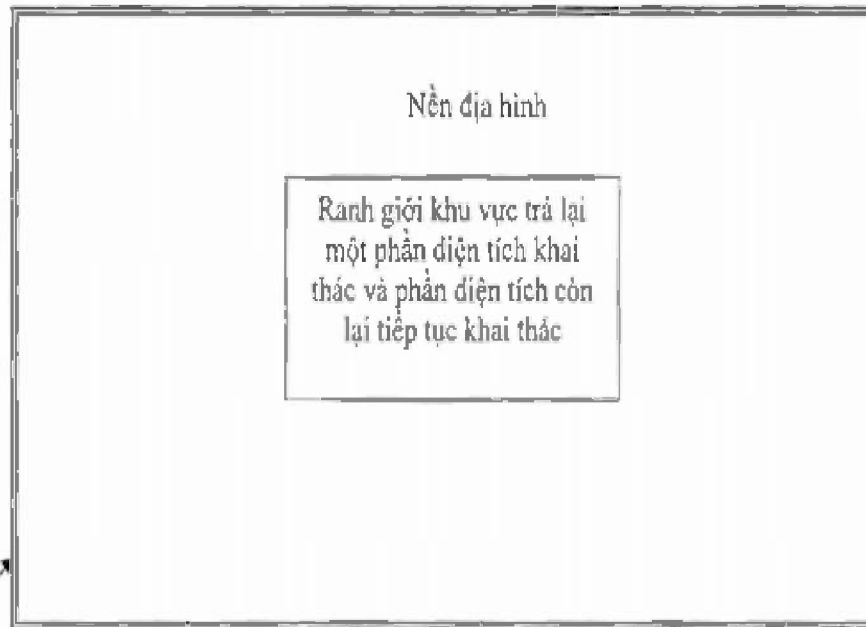 Nền địa hình
Ranh giới khu vực trả lại
một phần diện tích khai
thác và phần diện tích còn
lại tiếp tục khai thác